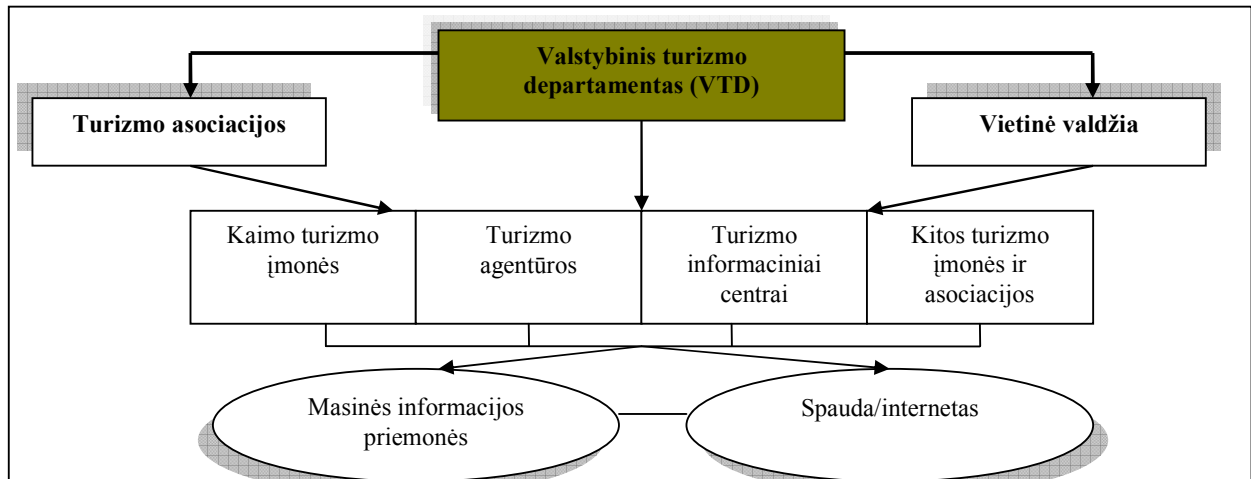 Valstybinis turizmo
departamentas (VTD)
Turizmo asociacijos
Vietinė valdžia
Kaimo turizmo
įmonės
Turizmo
agentūros
Turizmo
informaciniai
centrai
Kitos turizmo
įmonės ir
asociacijos
Masinės informacijos
priemonės
Spauda/internetas